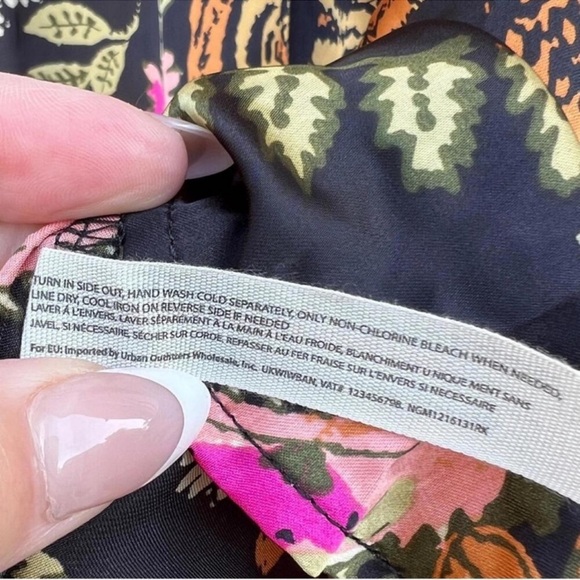 TURN IN SIDE OUT, HAND WASH COLD SEPARATELY, ONLY NON-CHLORINE BLEACH WHEN NEEDED,
LINE DRY, COOL IRON ON REVERSE SIDE IF NEEDED
LAVER À L'ENVERS, LAVER SÉPARÉMENT À LA MAIN À L'EAU FROIDE, BLANCHIMENT U NIQUE MENT SANS
JAVEL, SI NÉCESSAIRE, SÉCHER SUR CORDE, REPASSER AU FER FRAISE SUR L'ENVERS SI NÉCESSAIRE
For EU: Imported by Urban Outfitters Wholesale, Inc. UKWIWBAN, VAT# 123456798. NGM1216131RK